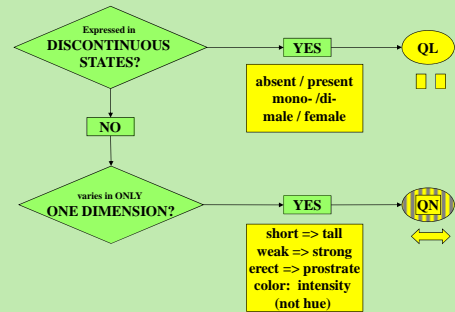 Expressed in
DISCONTINUOUS
STATES?
YES
QL
absent / present
mono- /di-
male / female
NO
varies in ONLY
ONE DIMENSION?
YES
QN
short => tall
weak => strong
erect => prostrate
color: intensity
(not hue)